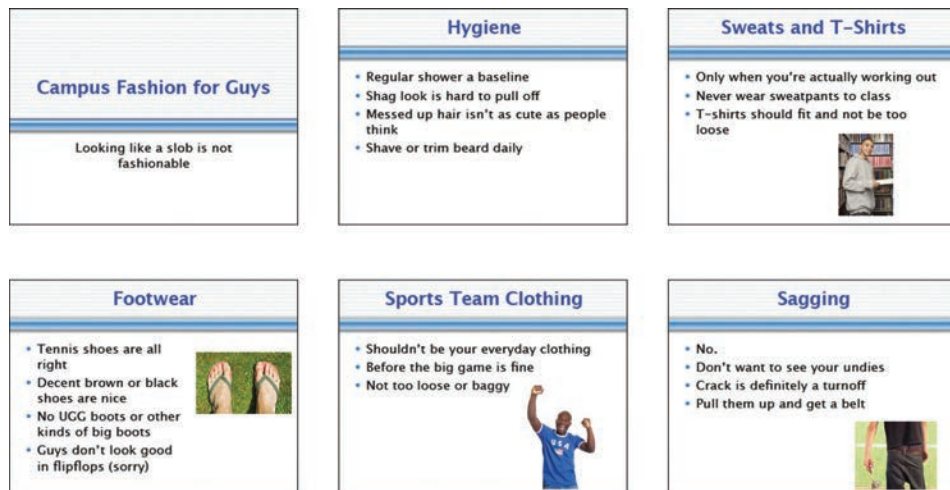 Campus Fashion for Guys
Looking like a slob is not
fashionable
Hygiene
• Regular shower a baseline
• Shag look is hard to pull off
• Messed up hair isn't as cute as people
think
• Shave or trim beard daily
Sweats and T-Shirts
• Only when you're actually working out
• Never wear sweatpants to class
• T-shirts should fit and not be too
loose
Footwear
• Tennis shoes are all
right
• Decent brown or black
shoes are nice
• No UGG boots or other
kinds of big boots
• Guys don't look good
in flipflops (sorry)
Sports Team Clothing
• Shouldn't be your everyday clothing
• Before the big game is fine
• Not too loose or baggy
USA
Sagging
• No.
• Don't want to see your undies
• Crack is definitely a turnoff
• Pull them up and get a belt